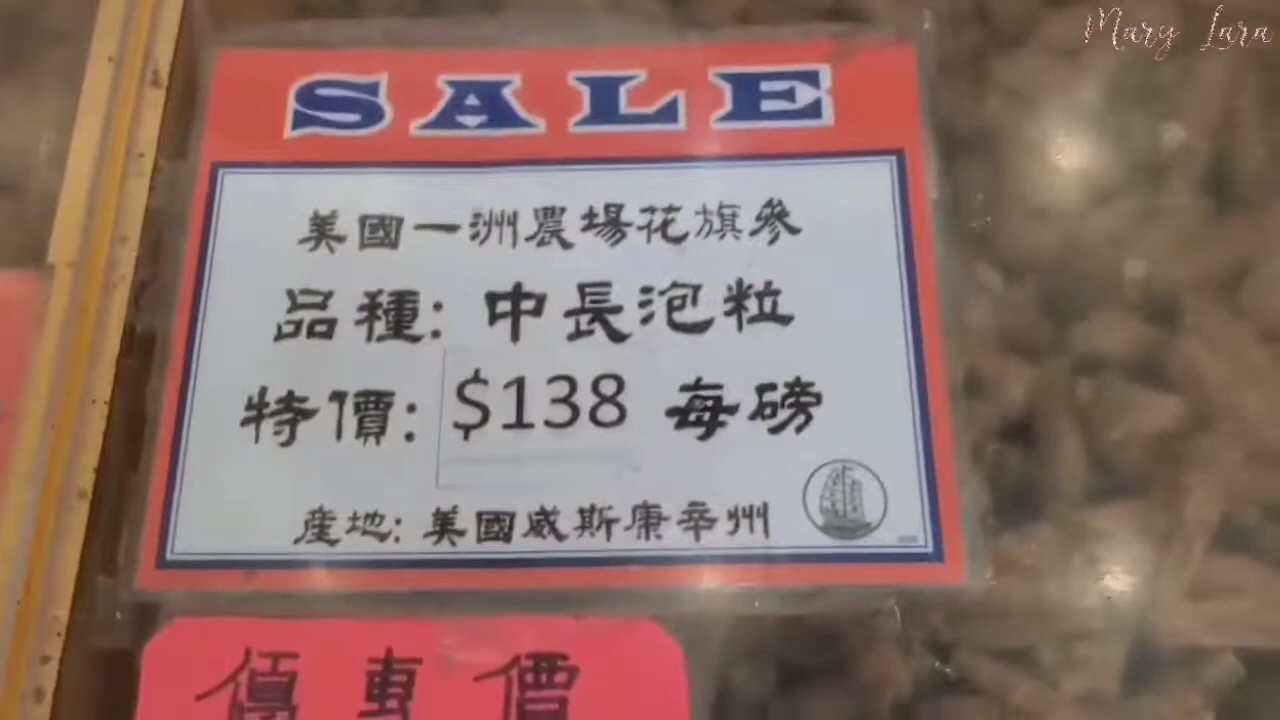 Mary Lara
SALE
美國一洲農場花旗參
品種: 中長泡粒
特價: $138 每磅
産地: 美國威斯康辛州
優惠價